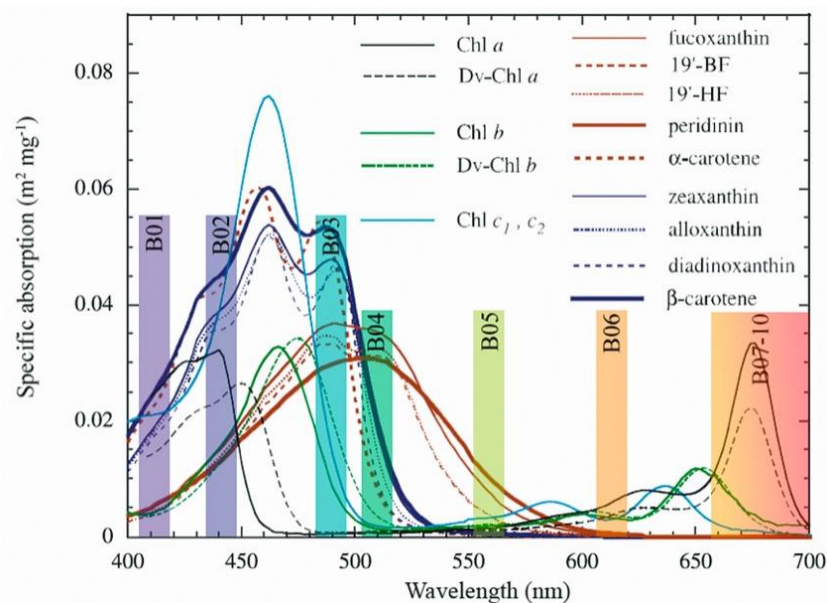 Specific absorption (m² mg⁻¹)
0.08
0.06
0.04
0.02
0
Chl a
Dv-Chl a
Chl b
Dv-Chl b
Chl c₁ , c₂
fucoxanthin
19'-BF
19'-HF
peridinin
α-carotene
zeaxanthin
alloxanthin
diadinoxanthin
β-carotene
B01
B02
B03
B04
B05
B06
B07-10
400
450
500
550
600
650
700
Wavelength (nm)